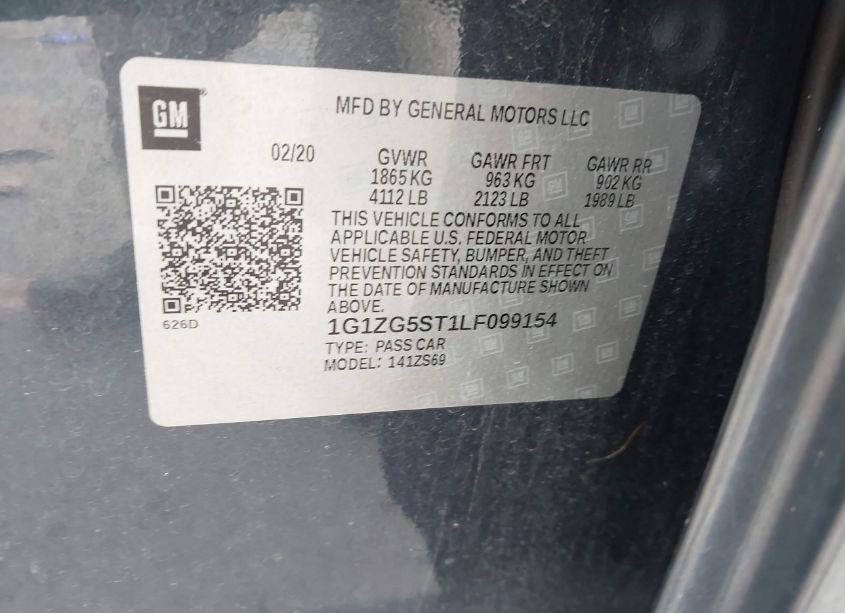 GM
®
MFD BY GENERAL MOTORS LLC
02/20
GVWR GAWR FRT GAWR RR
1865 KG 963 KG 902 KG
4112 LB 2123 LB 1989 LB
THIS VEHICLE CONFORMS TO ALL
APPLICABLE U.S. FEDERAL MOTOR
VEHICLE SAFETY, BUMPER, AND THEFT
PREVENTION STANDARDS IN EFFECT ON
THE DATE OF MANUFACTURE SHOWN
ABOVE.
626D
1G1ZG5ST1LF099154
TYPE: PASS CAR
MODEL: 141ZS69